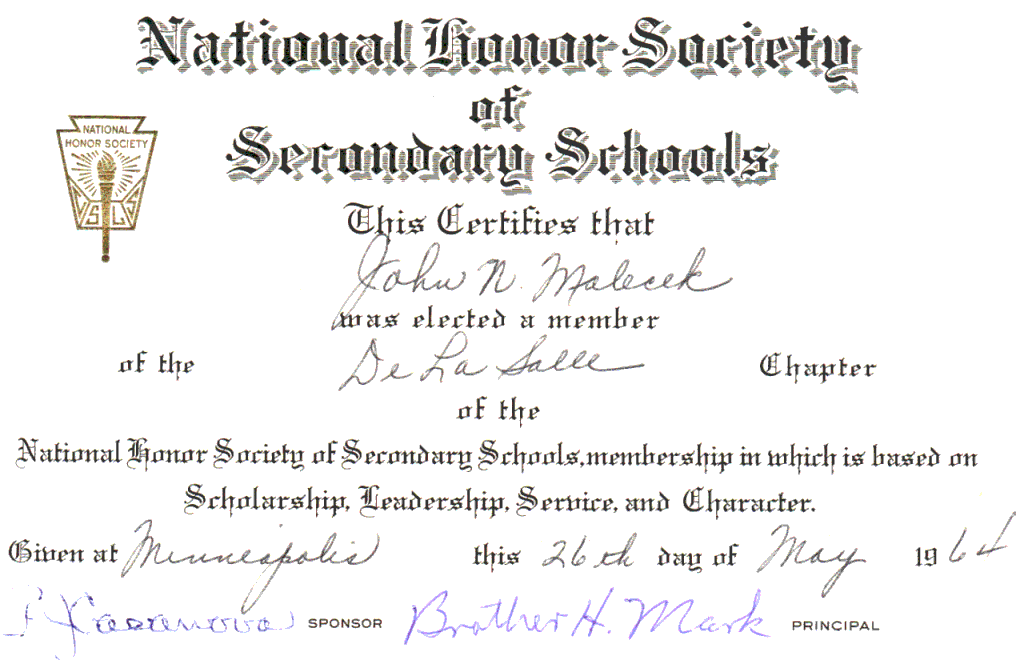 National Honor Society
of
Secondary Schools
NATIONAL
HONOR SOCIETY
C S L S
This Certifies that
John N. Malecek
was elected a member
of the De La Salle Chapter
of the
National Honor Society of Secondary Schools, membership in which is based on
Scholarship, Leadership, Service, and Character.
Given at Minneapolis this 26th day of May 1964
Casanova SPONSOR Brother H. Mark PRINCIPAL